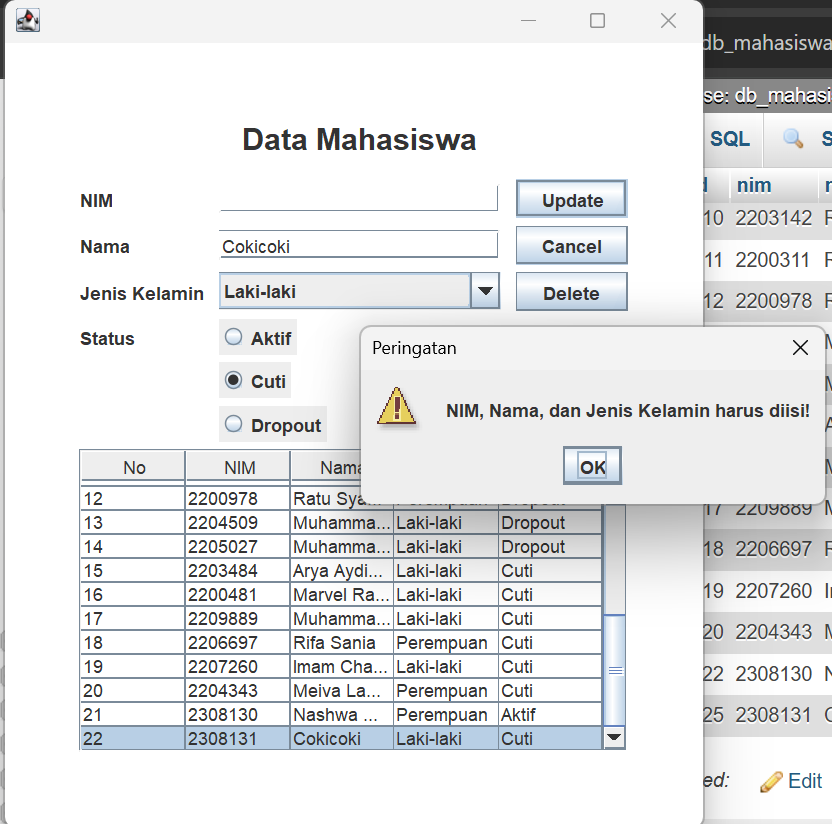 Data Mahasiswa
NIM
Update
Nama
Cokicoki
Cancel
Jenis Kelamin
Laki-laki
Delete
Status
Aktif
Cuti
Dropout
Peringatan
NIM, Nama, dan Jenis Kelamin harus diisi!
OK
No NIM Nama
12 2200978 Ratu Sya... Perempuan Dropout
13 2204509 Muhamma... Laki-laki Dropout
14 2205027 Muhamma... Laki-laki Dropout
15 2203484 Arya Aydi... Laki-laki Cuti
16 2200481 Marvel Ra... Laki-laki Cuti
17 2209889 Muhamma... Laki-laki Cuti
18 2206697 Rifa Sania Perempuan Cuti
19 2207260 Imam Cha... Laki-laki Cuti
20 2204343 Meiva La... Perempuan Cuti
21 2308130 Nashwa ... Perempuan Aktif
22 2308131 Cokicoki Laki-laki Cuti
db_mahasiswa
se: db_mahasi
SQL S
d nim
10 2203142 R
11 2200311 R
12 2200978 R
17 2209889 M
18 2206697 R
19 2207260 In
20 2204343 M
22 2308130 N
25 2308131 C
ed: Edit